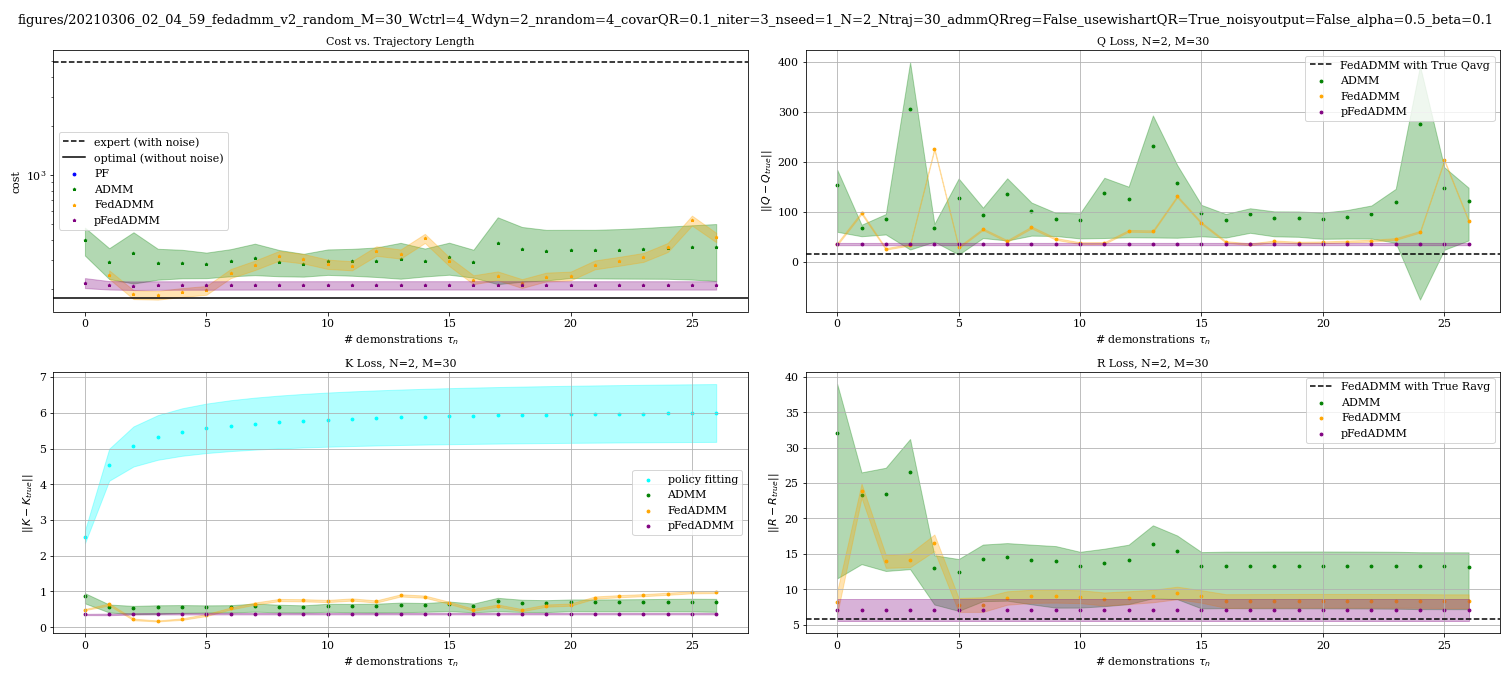 figures/20210306_02_04_59_fedadmm_v2_random_M=30_Wctrl=4_Wdyn=2_nrandom=4_covarQR=0.1_niter=3_nseed=1_N=2_Ntraj=30_admmQRreg=False_usewishartQR=True_noisyoutput=False_alpha=0.5_beta=0.1
Cost vs. Trajectory Length
cost
10³
expert (with noise)
optimal (without noise)
PF
ADMM
FedADMM
pFedADMM
0 5 10 15 20 25
# demonstrations τₙ
Q Loss, N=2, M=30
||Q − Q_true||
400
300
200
100
0
FedADMM with True Qavg
ADMM
FedADMM
pFedADMM
0 5 10 15 20 25
# demonstrations τₙ
K Loss, N=2, M=30
||K − K_true||
7
6
5
4
3
2
1
0
policy fitting
ADMM
FedADMM
pFedADMM
0 5 10 15 20 25
# demonstrations τₙ
R Loss, N=2, M=30
||R − R_true||
40
35
30
25
20
15
10
5
FedADMM with True Ravg
ADMM
FedADMM
pFedADMM
0 5 10 15 20 25
# demonstrations τₙ